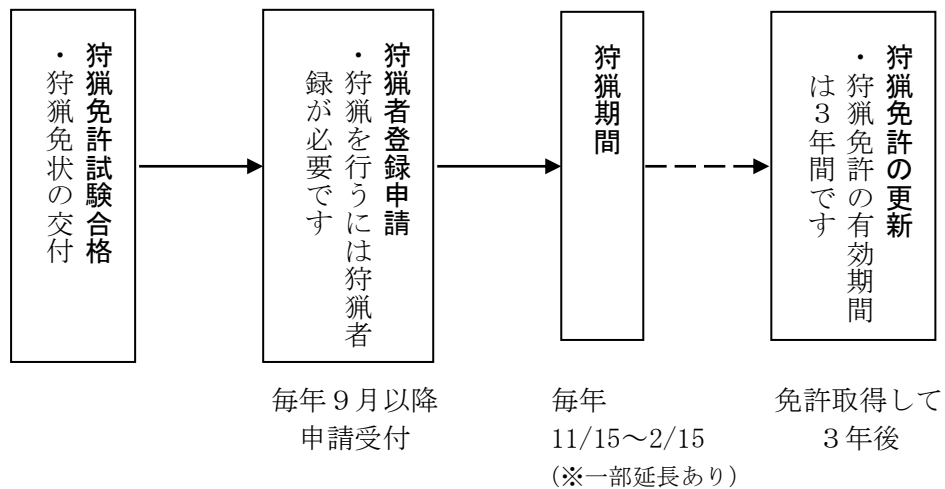 狩猟免許試験合格
・狩猟免状の交付
狩猟者登録申請
・狩猟を行うには狩猟者
録が必要です
狩猟期間
狩猟免許の更新
・狩猟免許の有効期間
は３年間です
毎年９月以降
申請受付
毎年
11/15～2/15
(※一部延長あり)
免許取得して
３年後